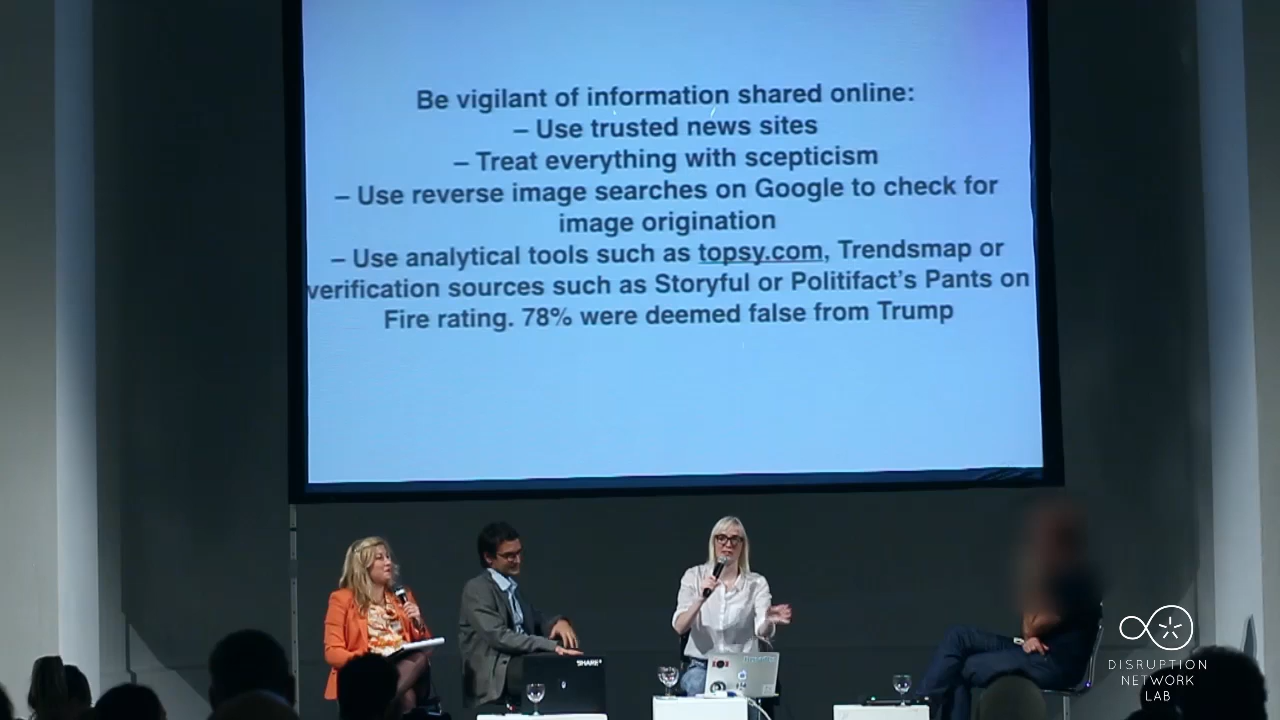 Be vigilant of information shared online:
– Use trusted news sites
– Treat everything with scepticism
– Use reverse image searches on Google to check for
image origination
– Use analytical tools such as topsy.com, Trendsmap or
verification sources such as Storyful or Politifact's Pants on
Fire rating. 78% were deemed false from Trump
SHARE
DISRUPTION
NETWORK
LAB